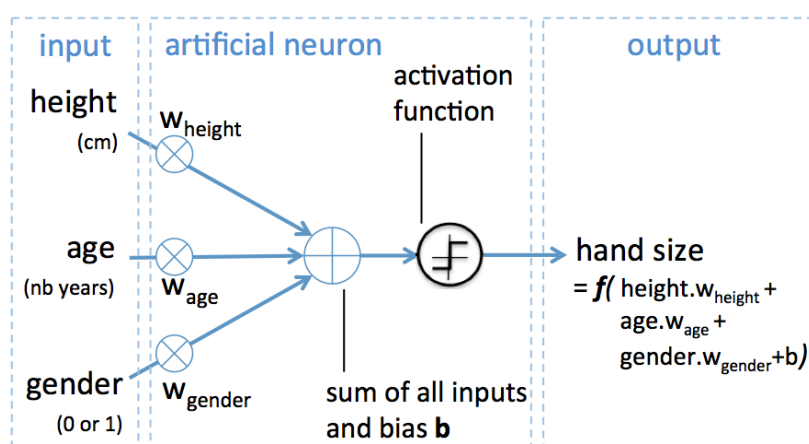 input
artificial neuron
output
height
(cm)
w height
activation
function
age
(nb years)
w age
hand size
= f( height.w height +
age.w age +
gender.w gender+b)
gender
(0 or 1)
w gender
sum of all inputs
and bias b